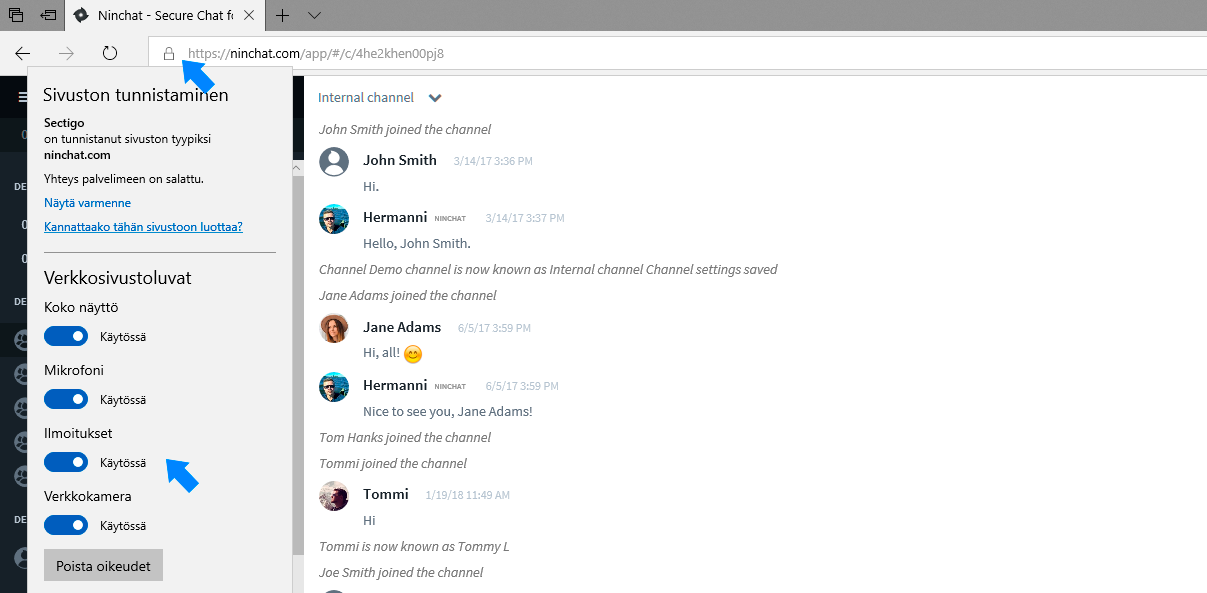 Ninchat - Secure Chat fo
https://ninchat.com/app/#/c/4he2khen00pj8
Sivuston tunnistaminen
Sectigo
on tunnistanut sivuston tyypiksi
ninchat.com
Yhteys palvelimeen on salattu.
Näytä varmenne
Kannattaako tähän sivustoon luottaa?
Verkkosivustoluvat
Koko näyttö
Käytössä
Mikrofoni
Käytössä
Ilmoitukset
Käytössä
Verkkokamera
Käytössä
Poista oikeudet
DE
DE
DE
Internal channel
John Smith joined the channel
John Smith 3/14/17 3:36 PM
Hi.
Hermanni NINCHAT 3/14/17 3:37 PM
Hello, John Smith.
Channel Demo channel is now known as Internal channel Channel settings saved
Jane Adams joined the channel
Jane Adams 6/5/17 3:59 PM
Hi, all! 😊
Hermanni NINCHAT 6/5/17 3:59 PM
Nice to see you, Jane Adams!
Tom Hanks joined the channel
Tommi joined the channel
Tommi 1/19/18 11:49 AM
Hi
Tommi is now known as Tommy L
Joe Smith joined the channel